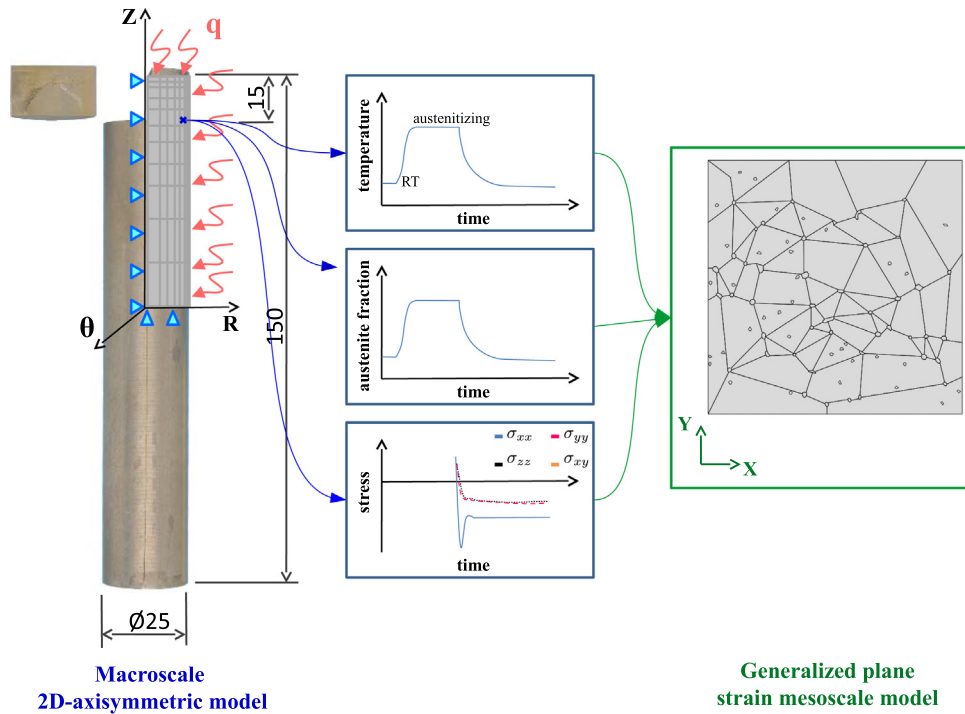 Z
q
15
150
R
θ
Ø25
Macroscale
2D-axisymmetric model
temperature
austenitizing
RT
time
austenite fraction
time
stress
σxx
σyy
σzz
σxy
time
Y
X
Generalized plane
strain mesoscale model